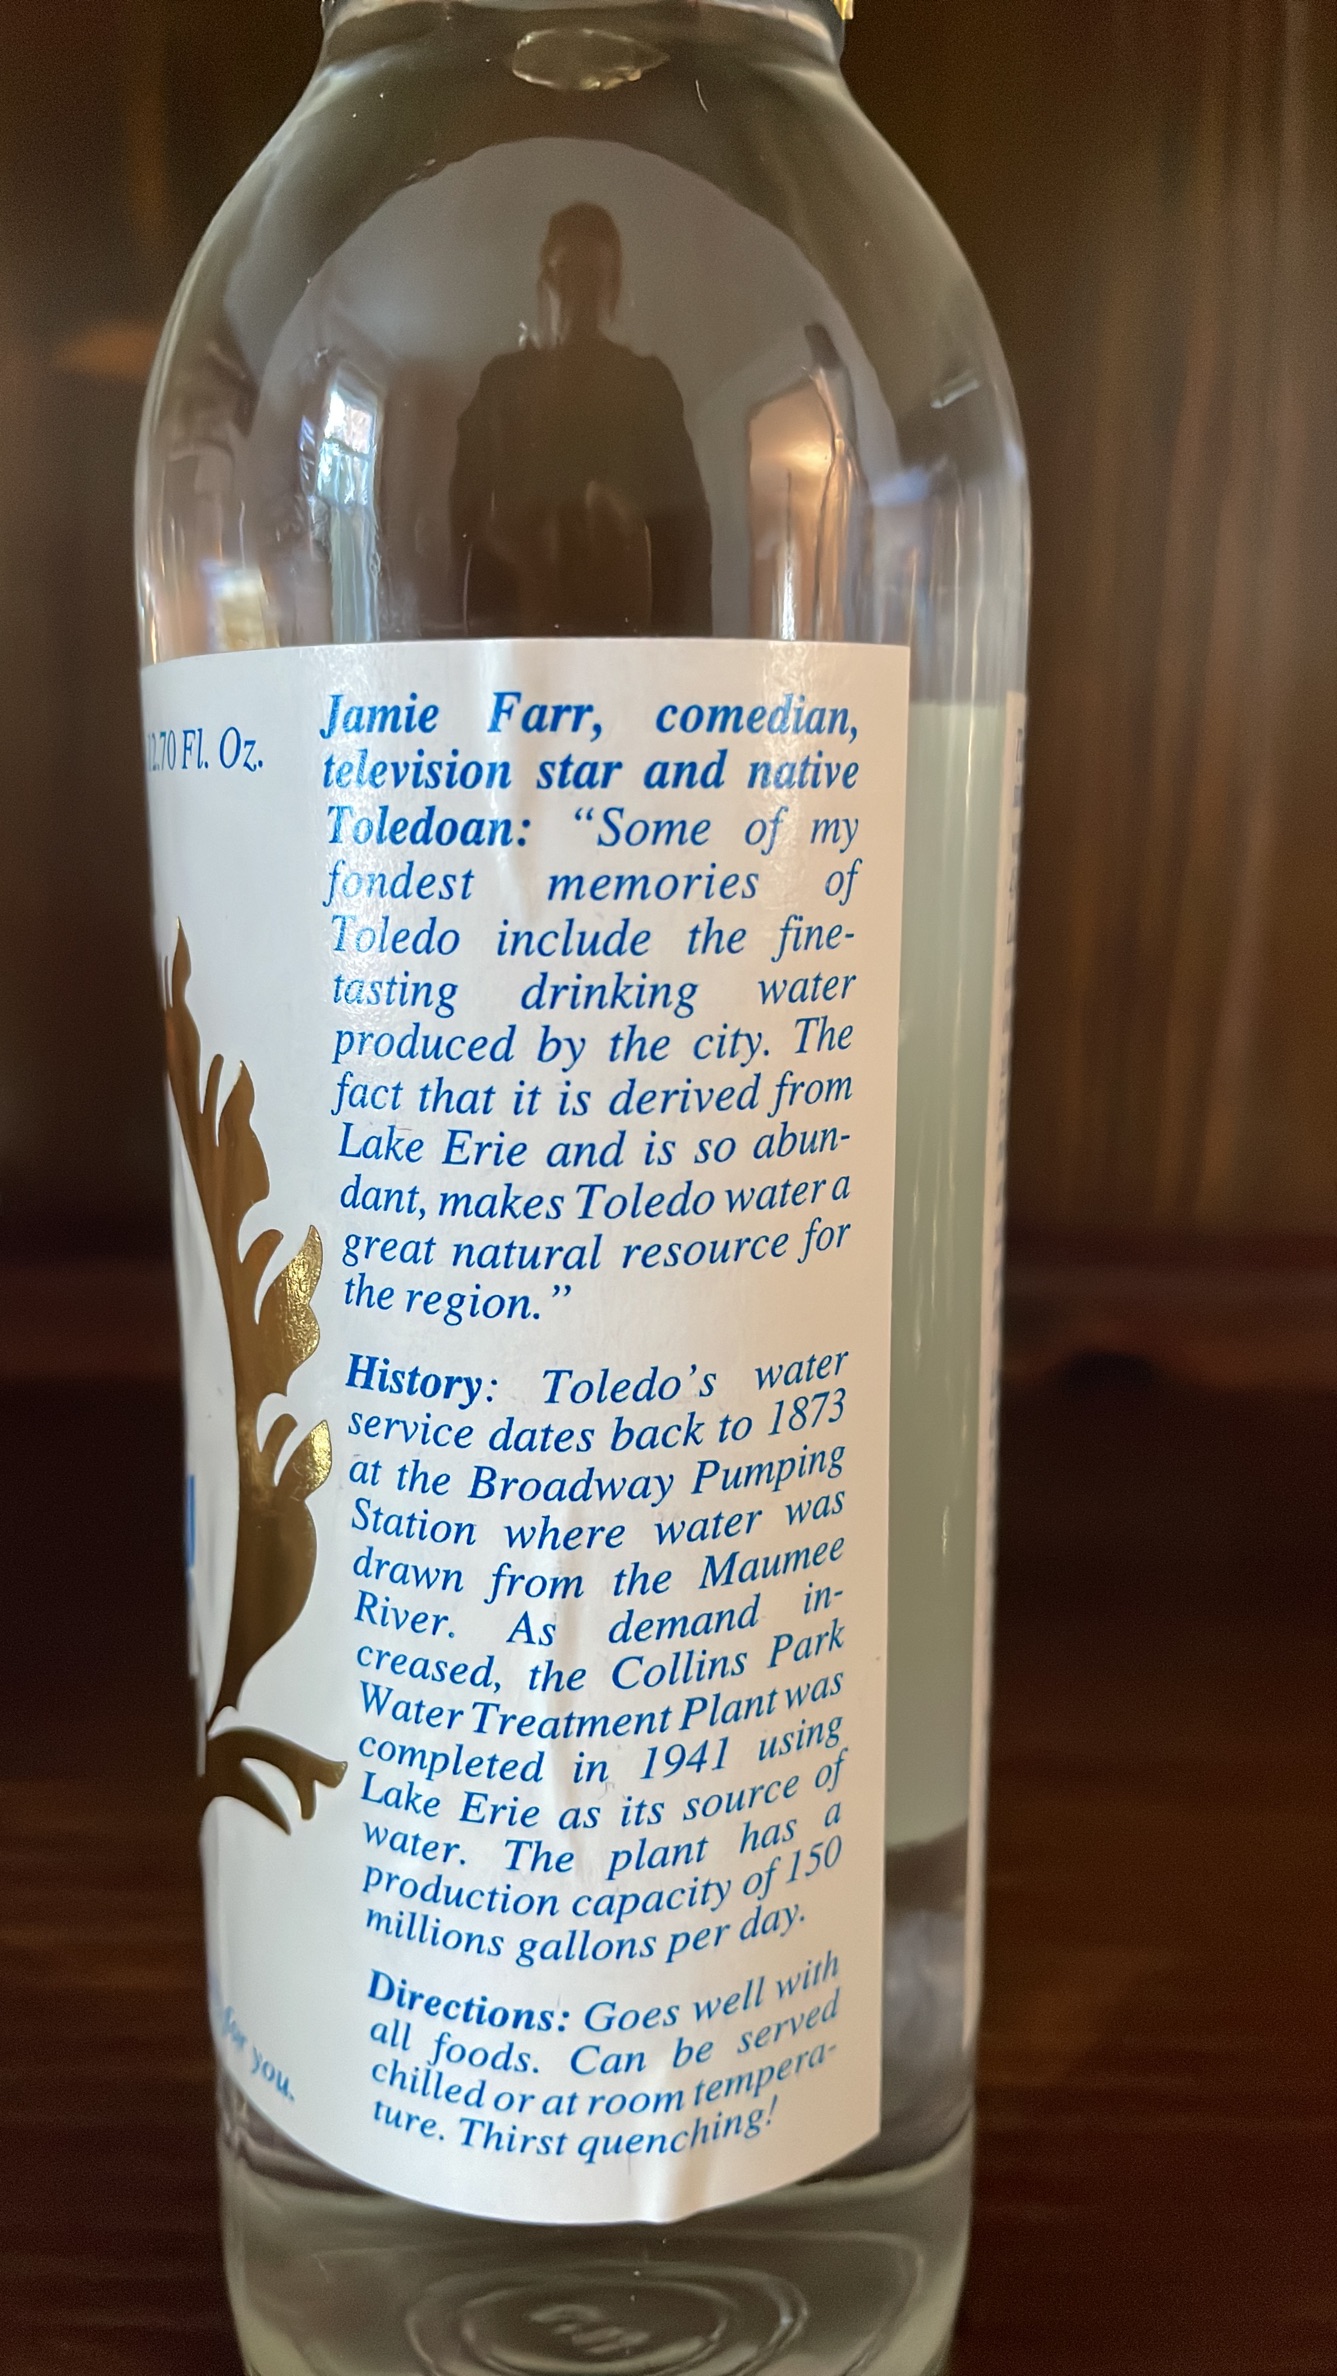 12.70 Fl. Oz.
Jamie Farr, comedian,
television star and native
Toledoan: “Some of my
fondest memories of
Toledo include the fine-
tasting drinking water
produced by the city. The
fact that it is derived from
Lake Erie and is so abun-
dant, makes Toledo water a
great natural resource for
the region.”
History: Toledo’s water
service dates back to 1873
at the Broadway Pumping
Station where water was
drawn from the Maumee
River. As demand in-
creased, the Collins Park
Water Treatment Plant was
completed in 1941 using
Lake Erie as its source of
water. The plant has a
production capacity of 150
millions gallons per day.
Directions: Goes well with
all foods. Can be served
chilled or at room tempera-
ture. Thirst quenching!
for you.